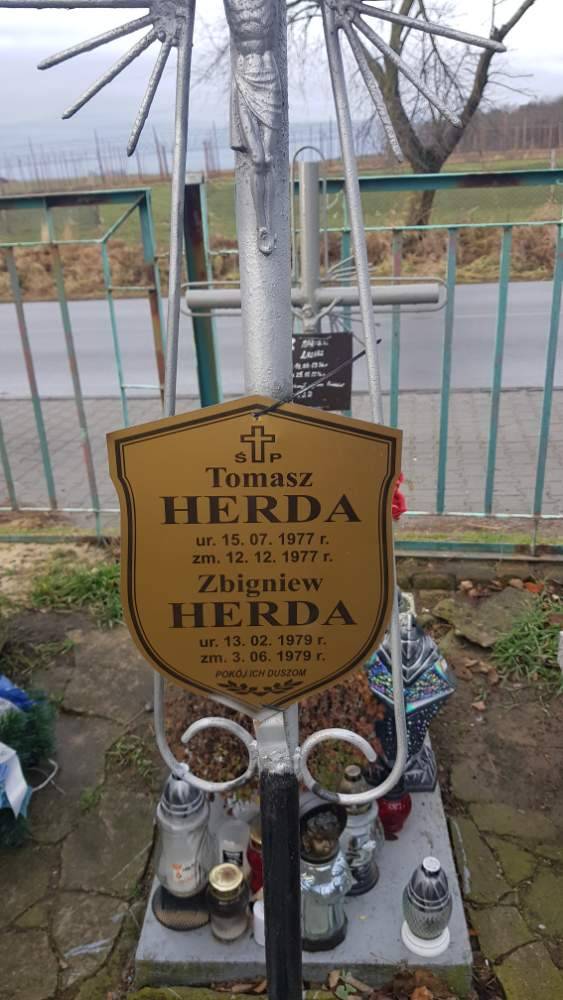 Ś P
Tomasz
HERDA
ur. 15. 07. 1977 r.
zm. 12. 12. 1977 r.
Zbigniew
HERDA
ur. 13. 02. 1979 r.
zm. 3. 06. 1979 r.
POKÓJ ICH DUSZOM